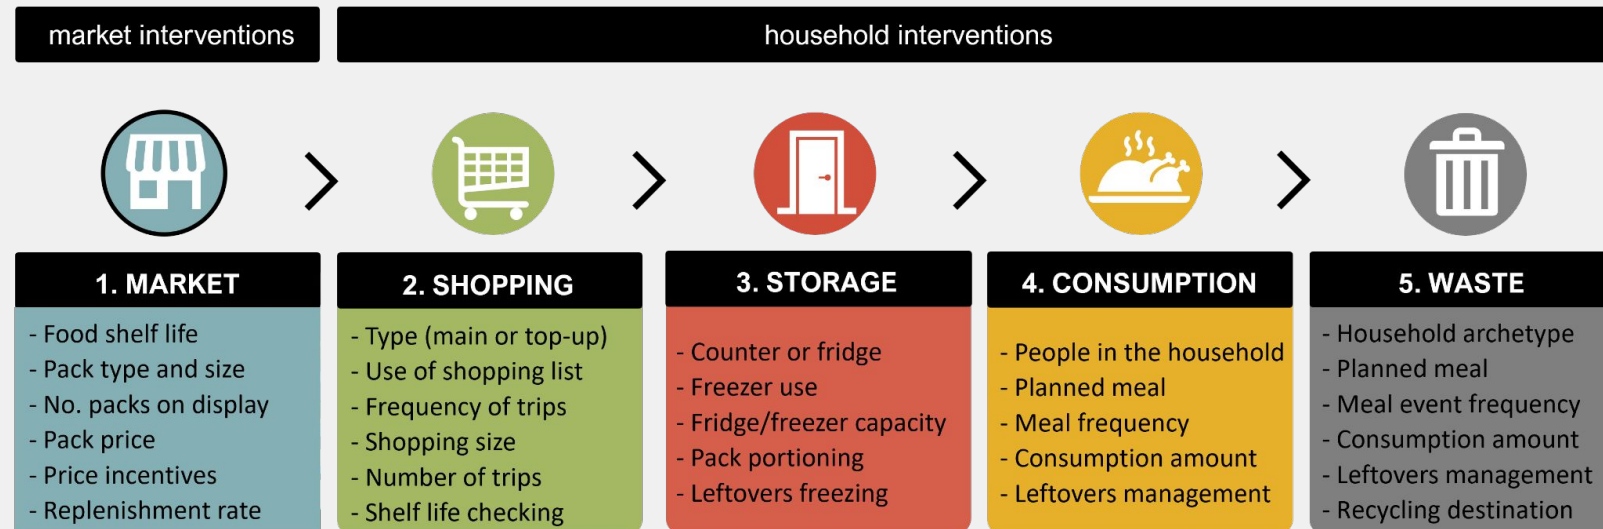 market interventions
household interventions
1. MARKET
- Food shelf life
- Pack type and size
- No. packs on display
- Pack price
- Price incentives
- Replenishment rate
2. SHOPPING
- Type (main or top-up)
- Use of shopping list
- Frequency of trips
- Shopping size
- Number of trips
- Shelf life checking
3. STORAGE
- Counter or fridge
- Freezer use
- Fridge/freezer capacity
- Pack portioning
- Leftovers freezing
4. CONSUMPTION
- People in the household
- Planned meal
- Meal frequency
- Consumption amount
- Leftovers management
5. WASTE
- Household archetype
- Planned meal
- Meal event frequency
- Consumption amount
- Leftovers management
- Recycling destination